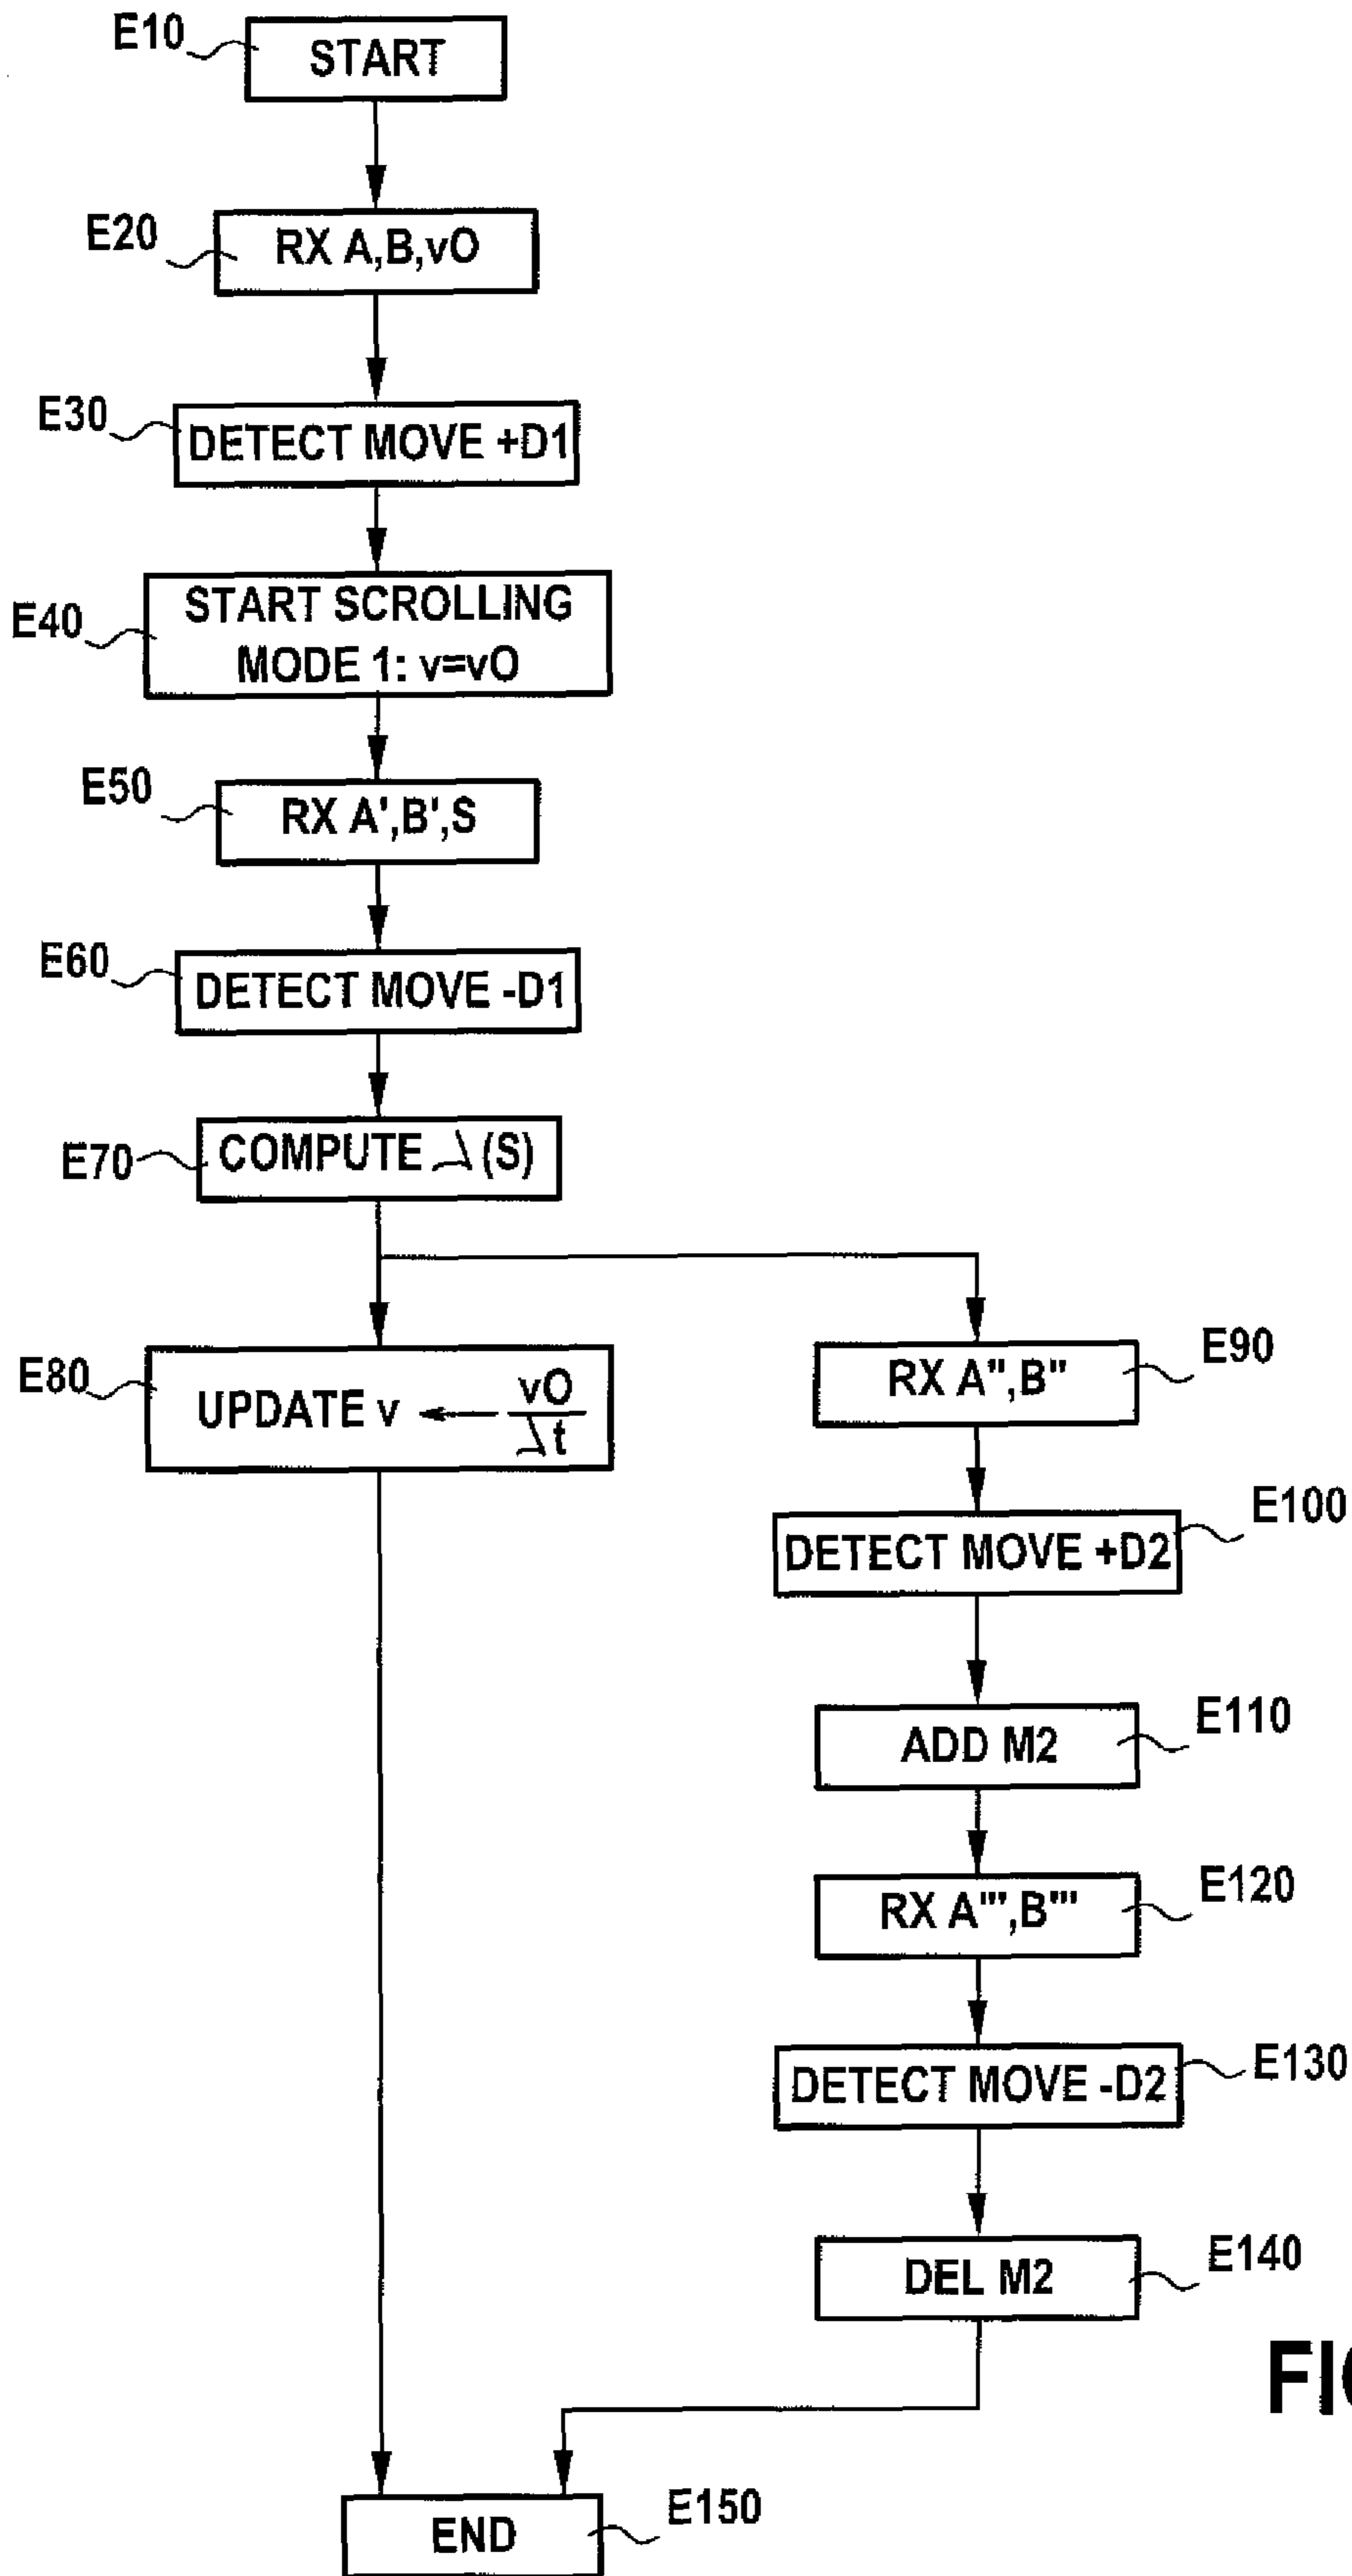 E10
START
E20
RX A,B,vO
E30
DETECT MOVE +D1
E40
START SCROLLING
MODE 1: v=vO
E50
RX A',B',S
E60
DETECT MOVE -D1
E70
COMPUTE (S)
E80
UPDATE v ← vO
t
E90
RX A'',B''
E100
DETECT MOVE +D2
E110
ADD M2
E120
RX A''',B'''
E130
DETECT MOVE -D2
E140
DEL M2
E150
END